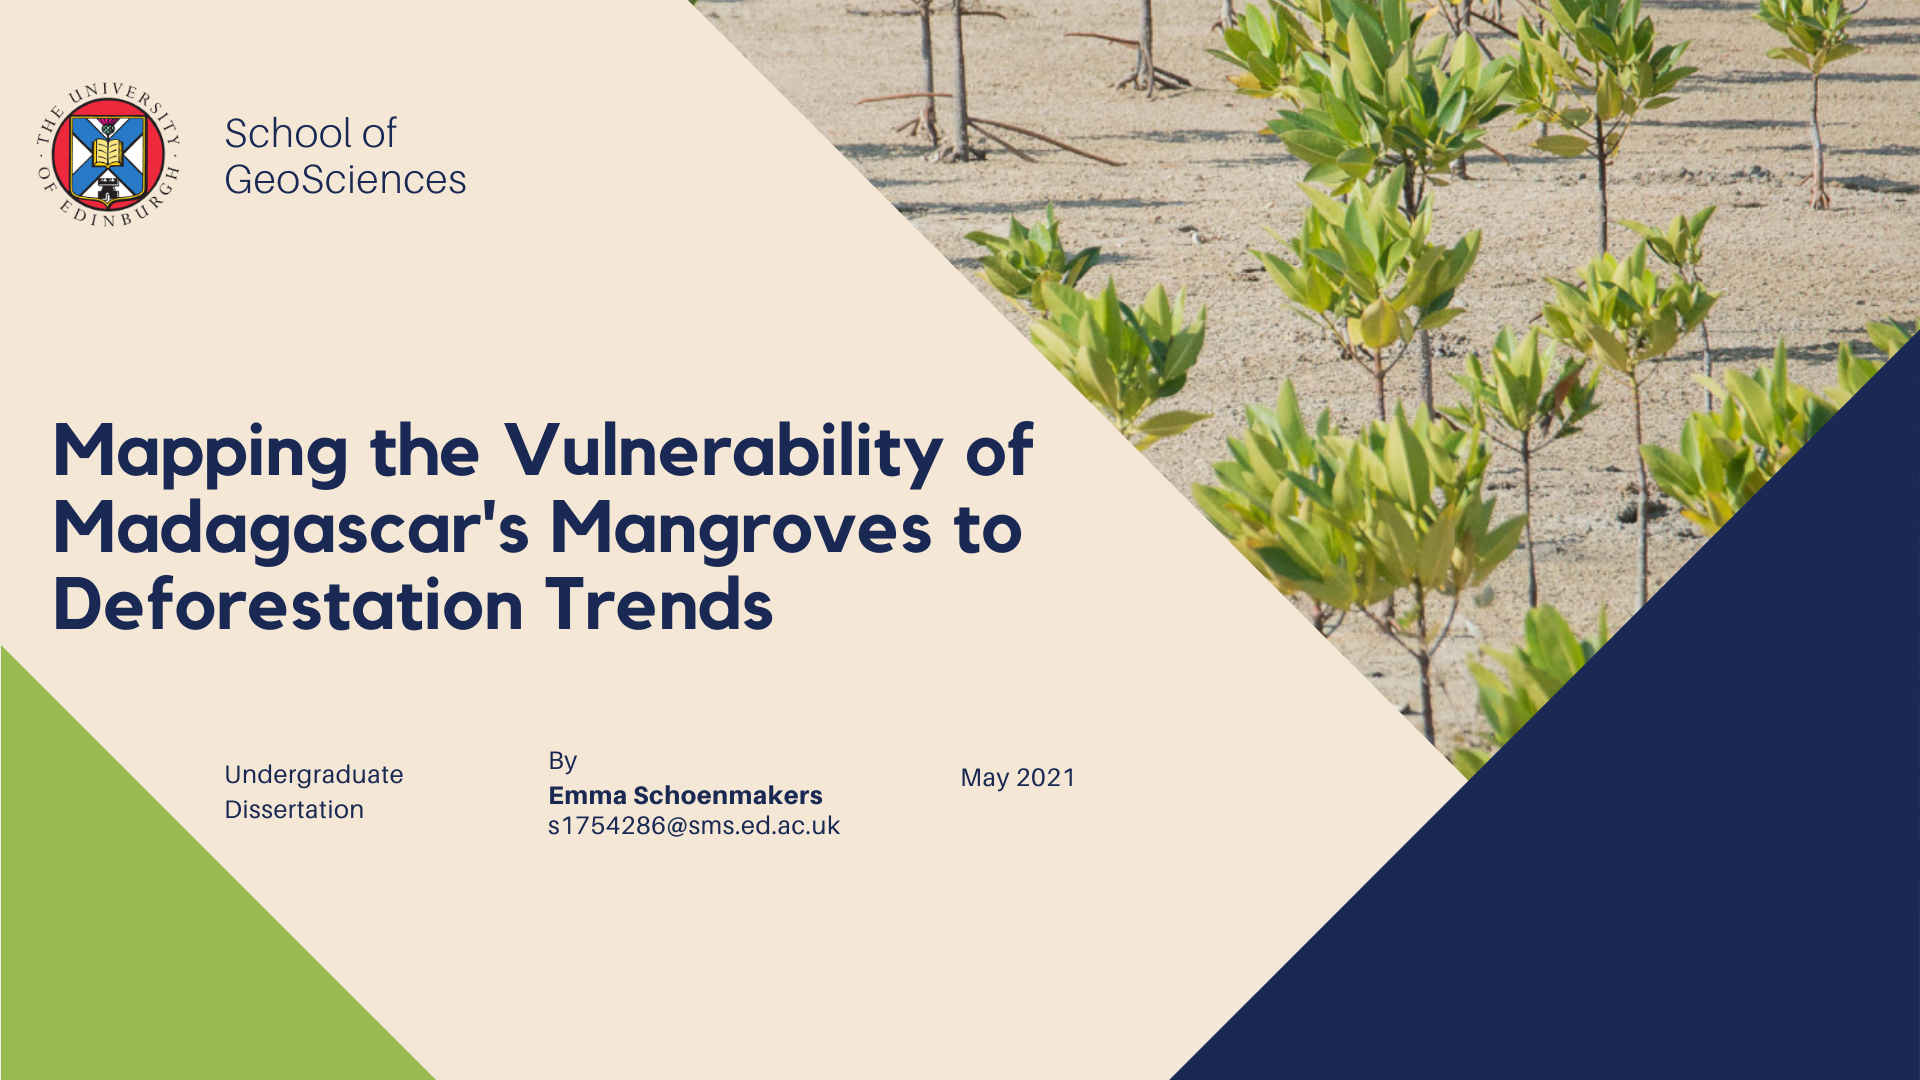 THE UNIVERSITY OF EDINBURGH
School of
GeoSciences
Mapping the Vulnerability of
Madagascar's Mangroves to
Deforestation Trends
Undergraduate
Dissertation
By
Emma Schoenmakers
s1754286@sms.ed.ac.uk
May 2021